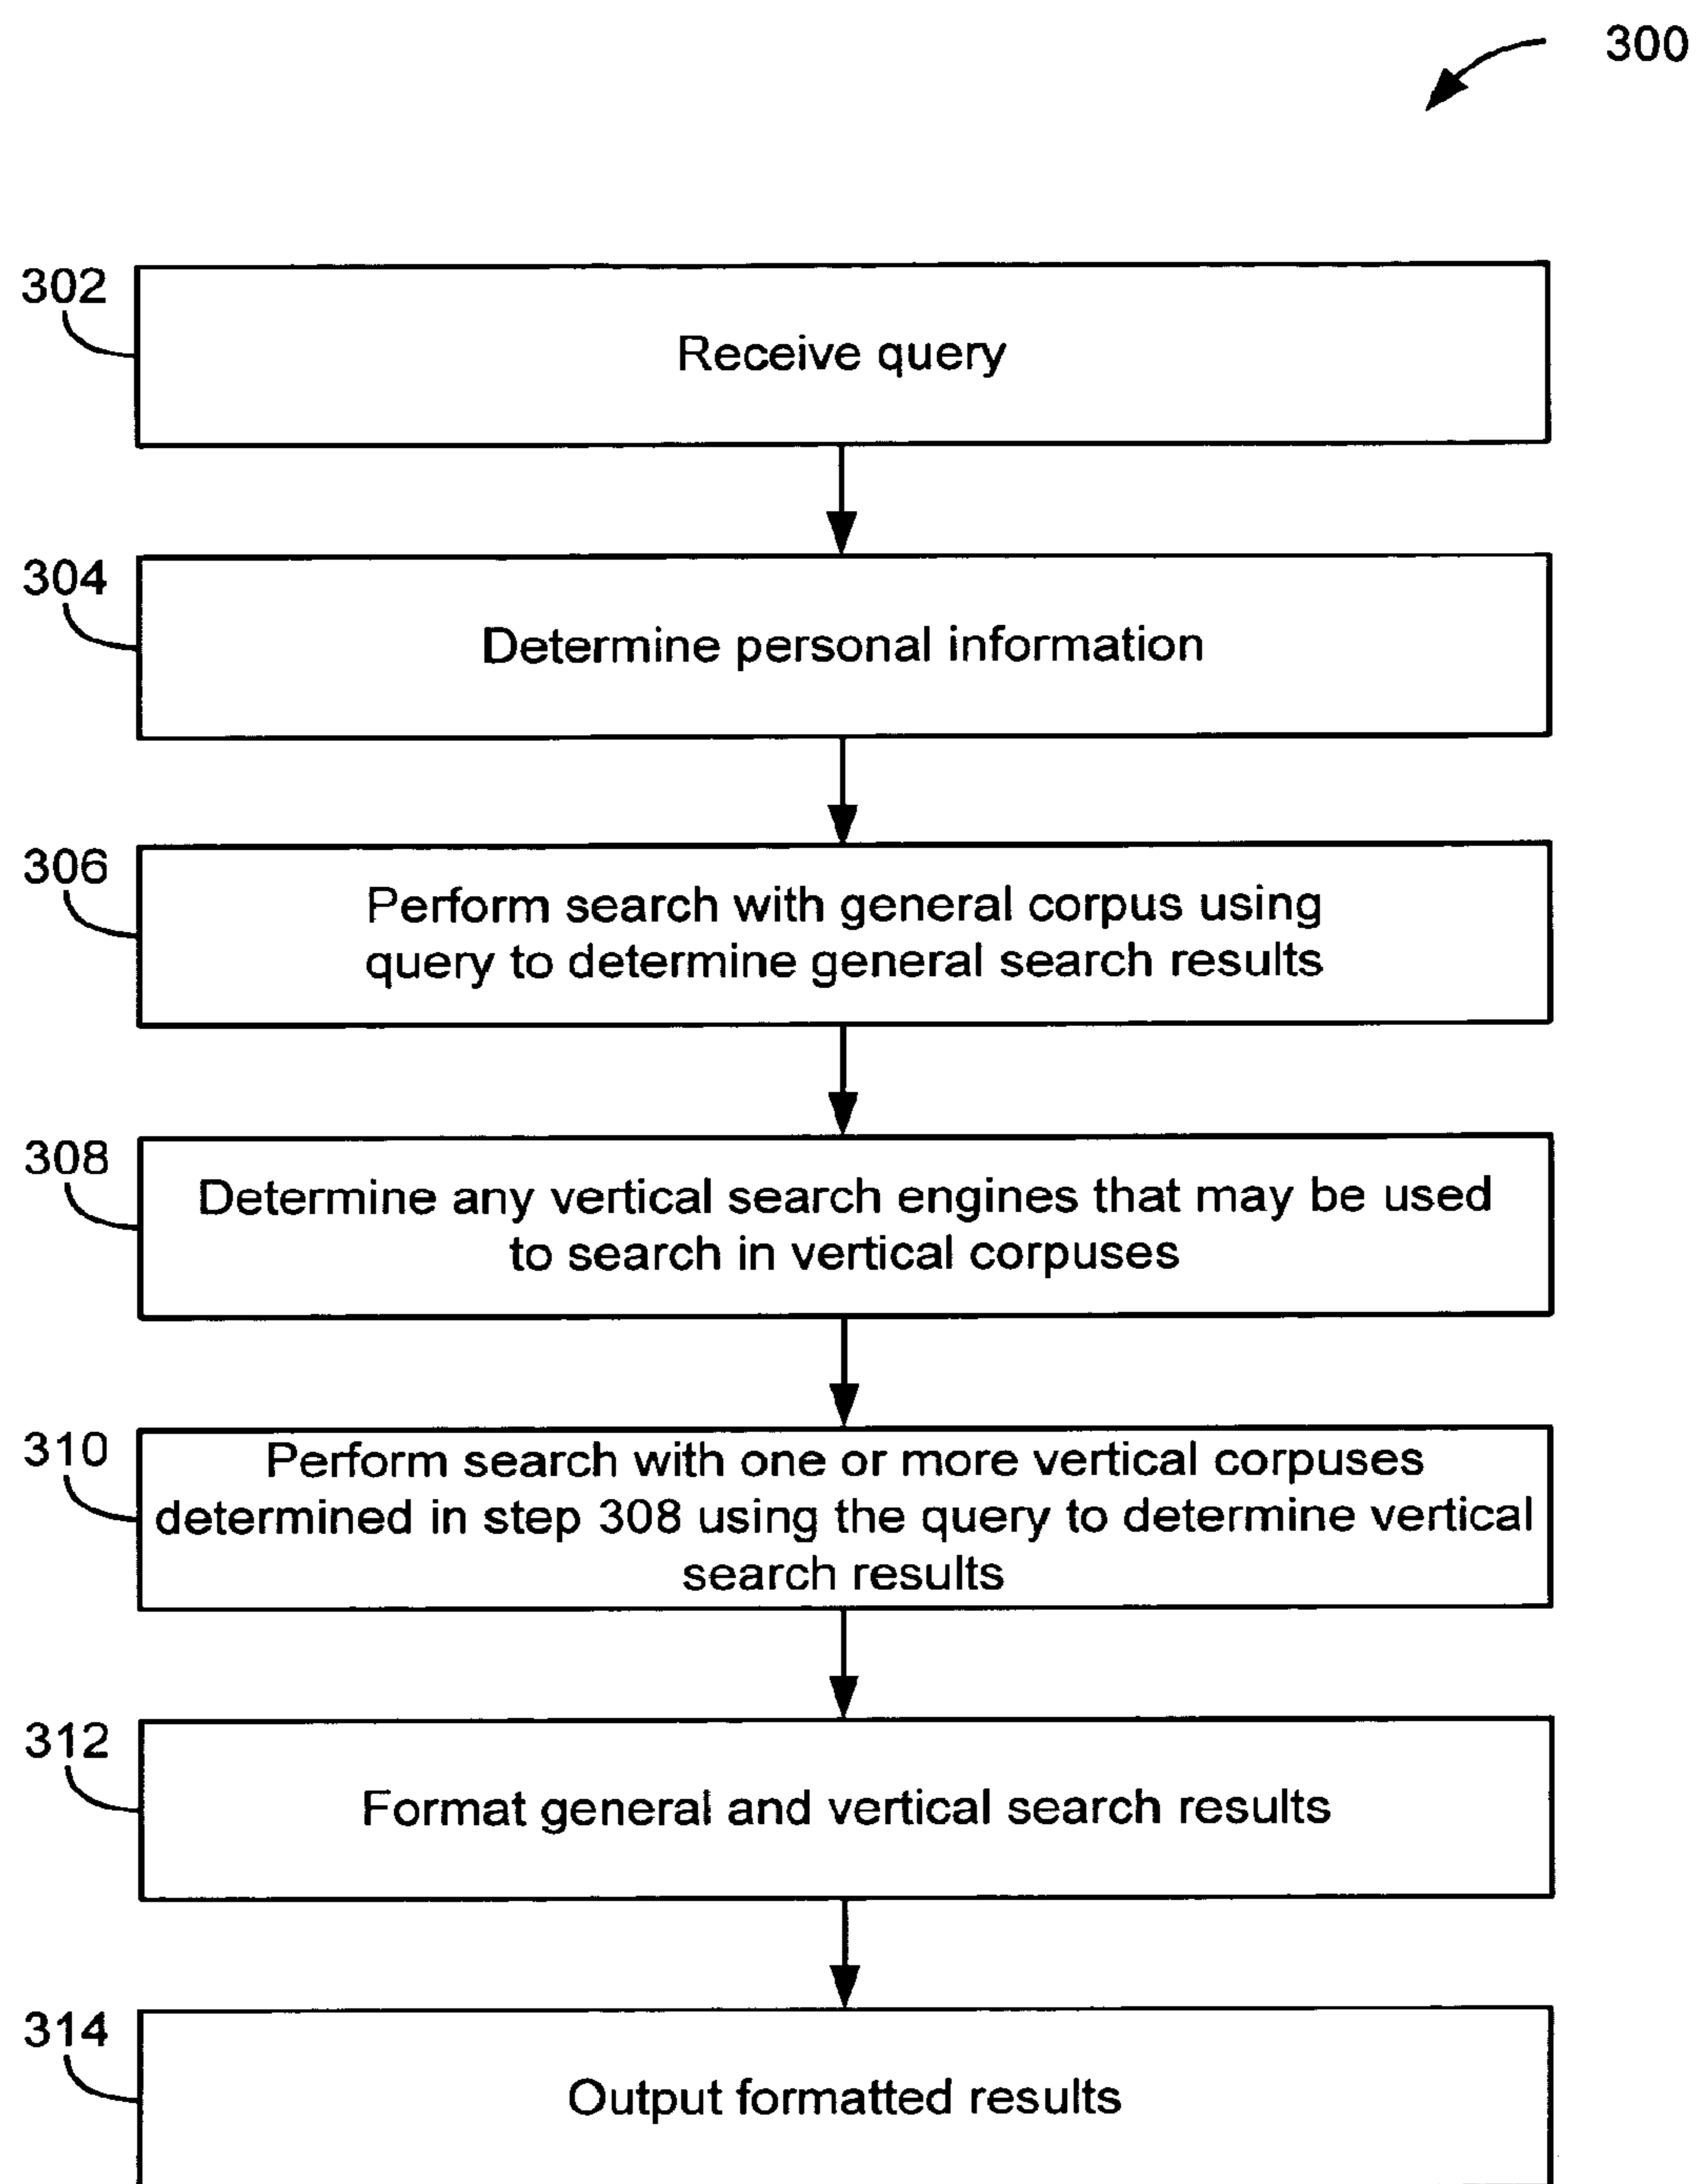 300
302
Receive query
304
Determine personal information
306
Perform search with general corpus using
query to determine general search results
308
Determine any vertical search engines that may be used
to search in vertical corpuses
310
Perform search with one or more vertical corpuses
determined in step 308 using the query to determine vertical
search results
312
Format general and vertical search results
314
Output formatted results